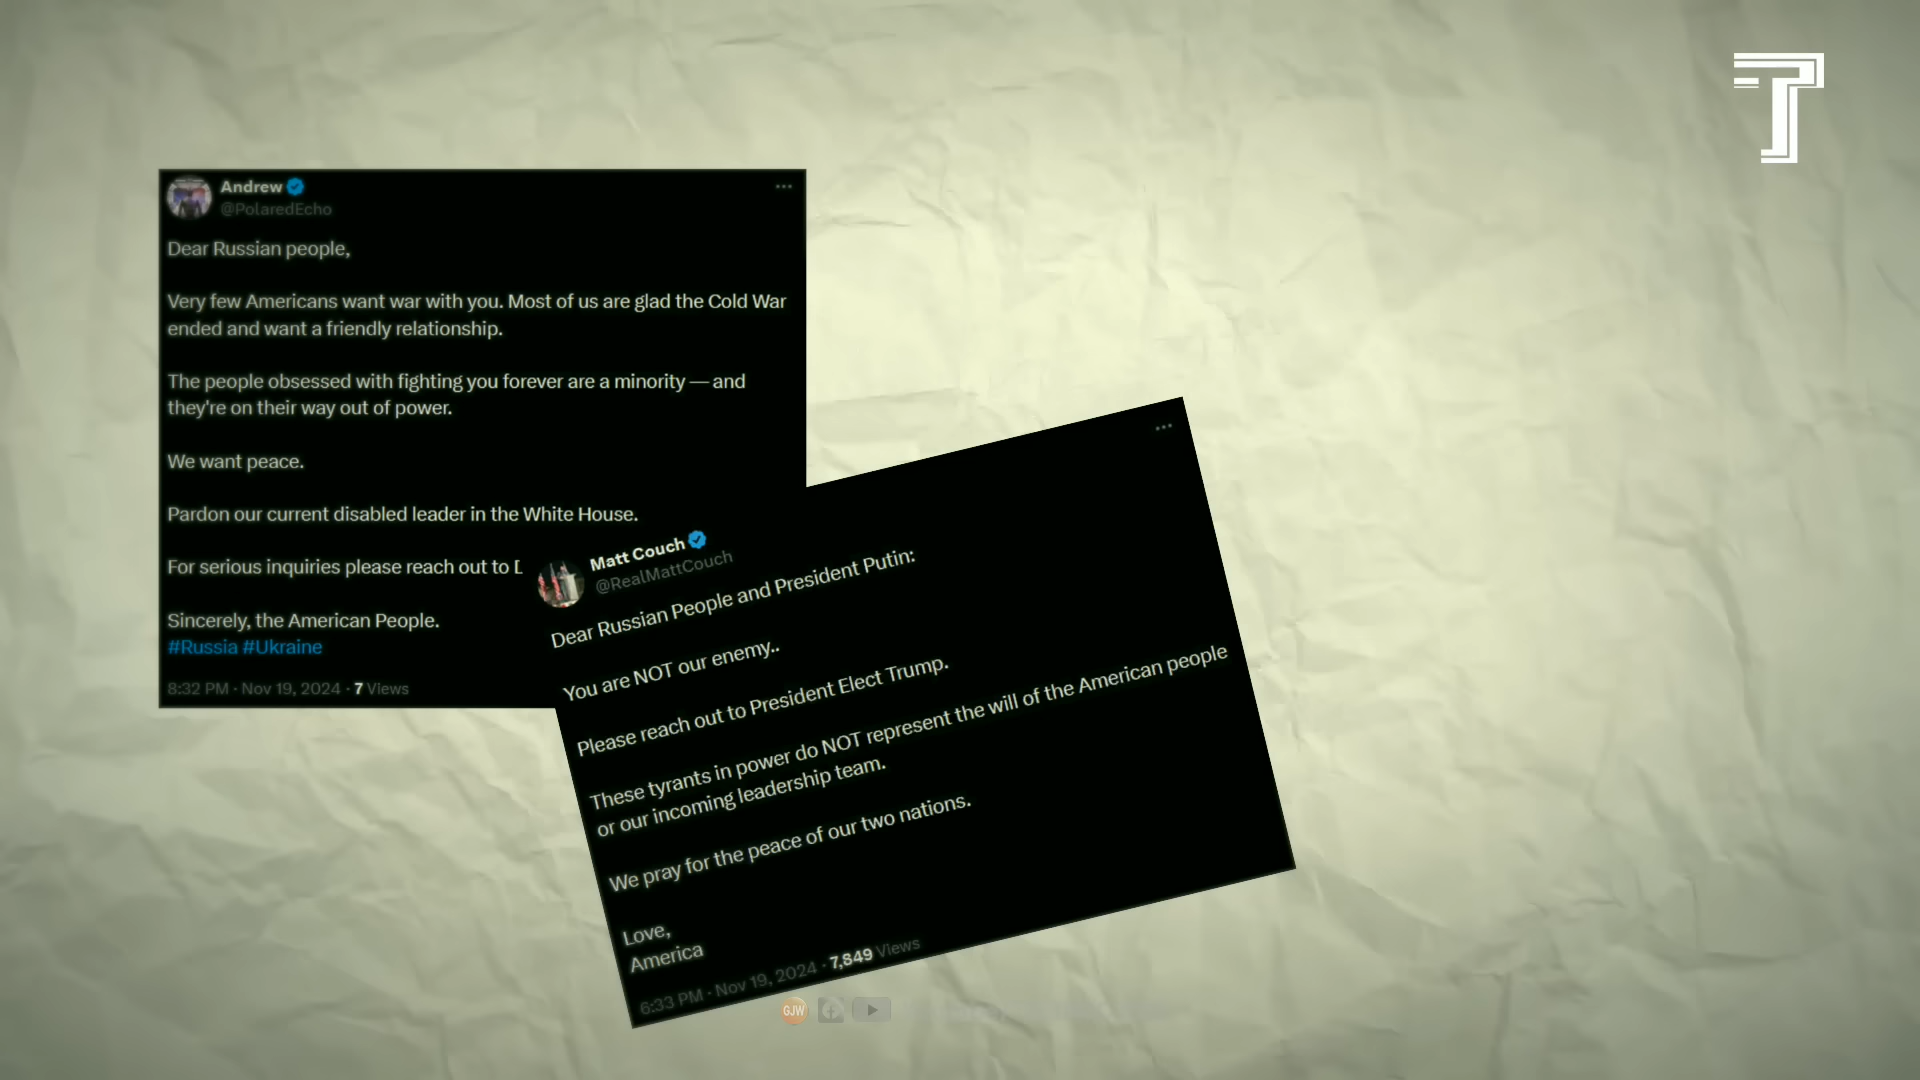 Andrew
@PolaredEcho
Dear Russian people,
Very few Americans want war with you. Most of us are glad the Cold War
ended and want a friendly relationship.
The people obsessed with fighting you forever are a minority — and
they're on their way out of power.
We want peace.
Pardon our current disabled leader in the White House.
For serious inquiries please reach out to
Sincerely, the American People.
#Russia #Ukraine
8:32 PM · Nov 19, 2024 · 7 Views
Matt Couch
@RealMattCouch
Dear Russian People and President Putin:
You are NOT our enemy..
Please reach out to President Elect Trump.
These tyrants in power do NOT represent the will of the American people
or our incoming leadership team.
We pray for the peace of our two nations.
Love,
America
6:33 PM · Nov 19, 2024 · 7,849 Views
GJW